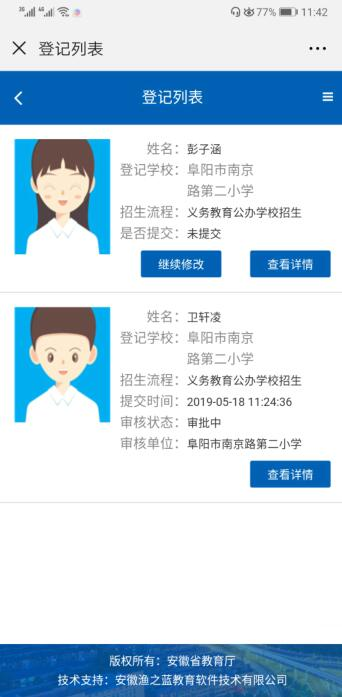 3G 4G 77% 11:42
登记列表
登记列表
姓名：彭子涵
登记学校：阜阳市南京
路第二小学
招生流程：义务教育公办学校招生
是否提交：未提交
继续修改 查看详情
姓名：卫轩凌
登记学校：阜阳市南京
路第二小学
招生流程：义务教育公办学校招生
提交时间：2019-05-18 11:24:36
审核状态：审批中
审核单位：阜阳市南京路第二小学
查看详情
版权所有：安徽省教育厅
技术支持：安徽渔之蓝教育软件技术有限公司